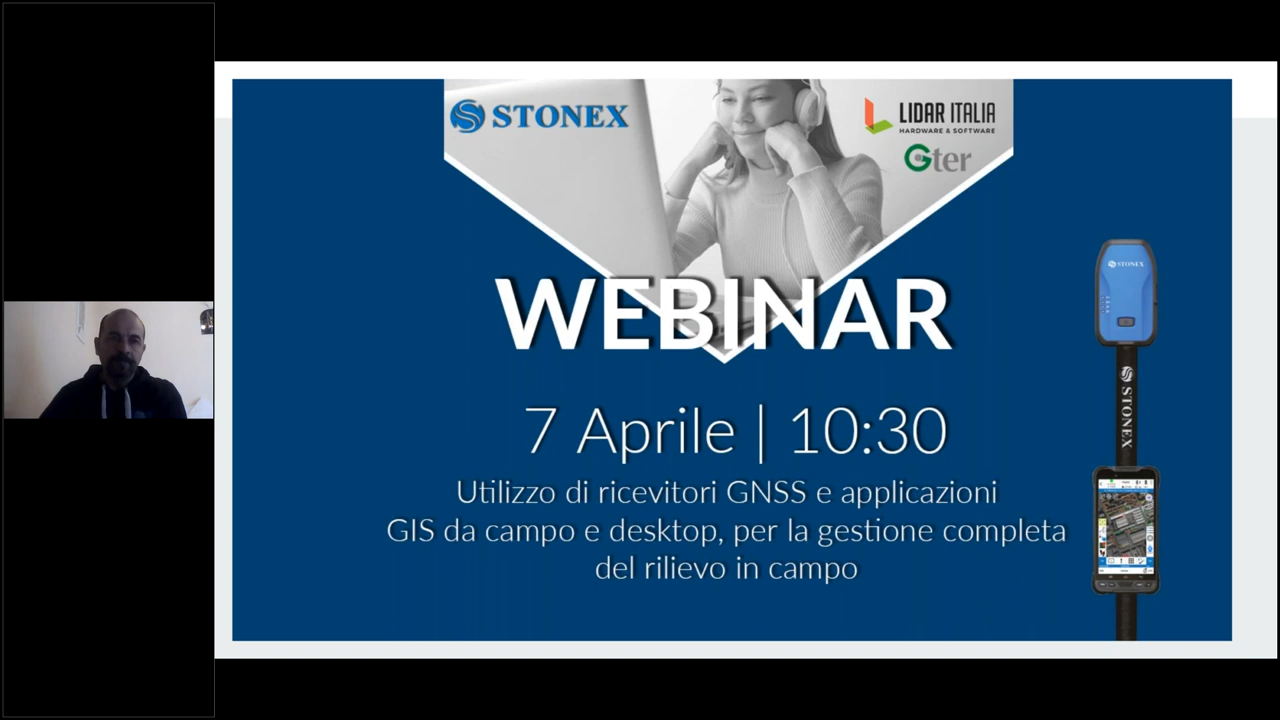 STONEX
LIDAR ITALIA
HARDWARE & SOFTWARE
Gter
WEBINAR
7 Aprile | 10:30
Utilizzo di ricevitori GNSS e applicazioni
GIS da campo e desktop, per la gestione completa
del rilievo in campo
STONEX
STONEX